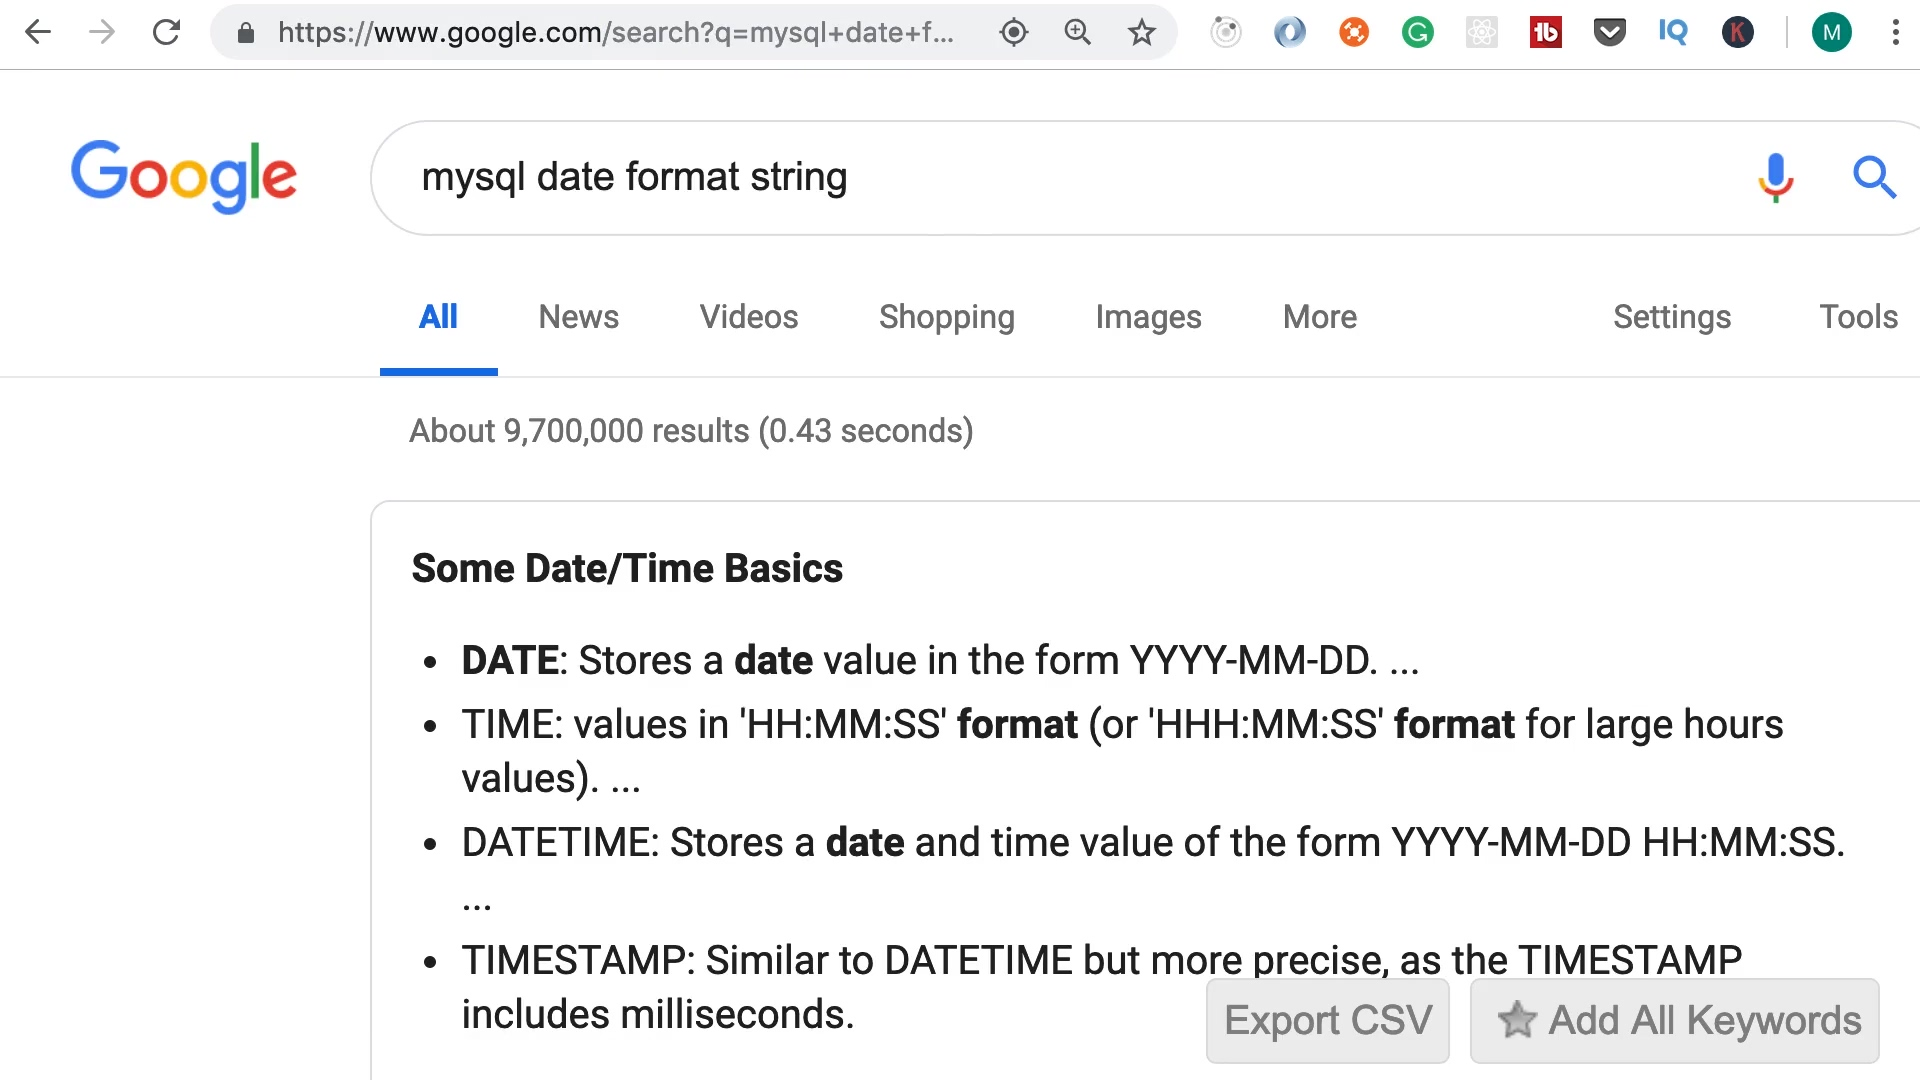 https://www.google.com/search?q=mysql+date+f...
G
tb
IQ
K
M
Google
mysql date format string
All News Videos Shopping Images More Settings Tools
About 9,700,000 results (0.43 seconds)
Some Date/Time Basics
• DATE: Stores a date value in the form YYYY-MM-DD. ...
• TIME: values in 'HH:MM:SS' format (or 'HHH:MM:SS' format for large hours
values). ...
• DATETIME: Stores a date and time value of the form YYYY-MM-DD HH:MM:SS.
...
• TIMESTAMP: Similar to DATETIME but more precise, as the TIMESTAMP
includes milliseconds.
Export CSV Add All Keywords